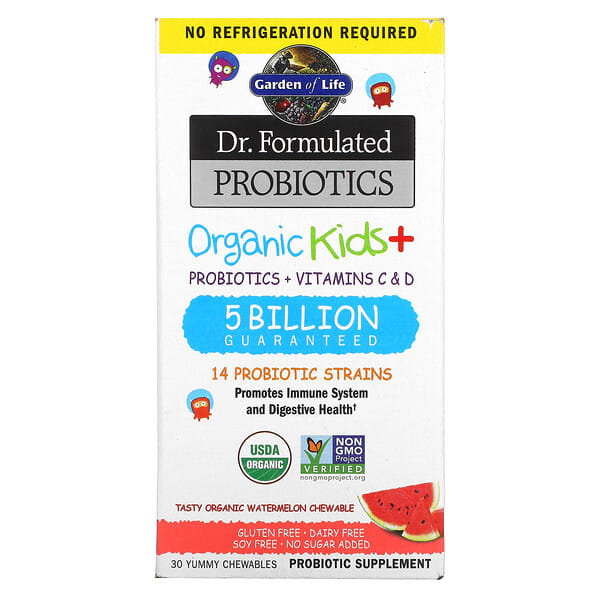 NO REFRIGERATION REQUIRED
Garden of Life
Dr. Formulated
PROBIOTICS
Organic Kids+
PROBIOTICS + VITAMINS C & D
5 BILLION
GUARANTEED
14 PROBIOTIC STRAINS
Promotes Immune System
and Digestive Health†
USDA
ORGANIC
NON
GMO
Project
VERIFIED
nongmoproject.org
TASTY ORGANIC WATERMELON CHEWABLE
GLUTEN FREE • DAIRY FREE
SOY FREE • NO SUGAR ADDED
30 YUMMY CHEWABLES PROBIOTIC SUPPLEMENT